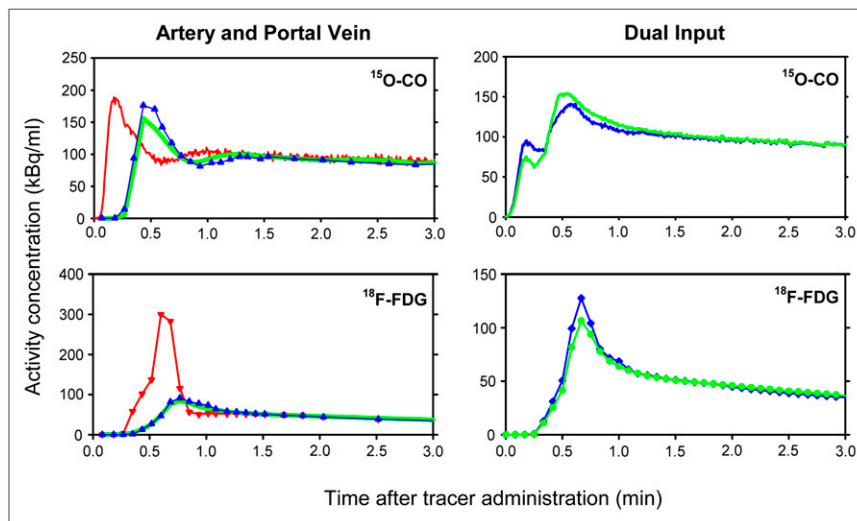 Artery and Portal Vein
Dual Input
Activity concentration (kBq/ml)
250
200
150
100
50
0
¹⁵O-CO
0.0 0.5 1.0 1.5 2.0 2.5 3.0
200
150
100
50
0
¹⁵O-CO
0.0 0.5 1.0 1.5 2.0 2.5 3.0
400
300
200
100
0
¹⁸F-FDG
0.0 0.5 1.0 1.5 2.0 2.5 3.0
150
100
50
0
¹⁸F-FDG
0.0 0.5 1.0 1.5 2.0 2.5 3.0
Time after tracer administration (min)